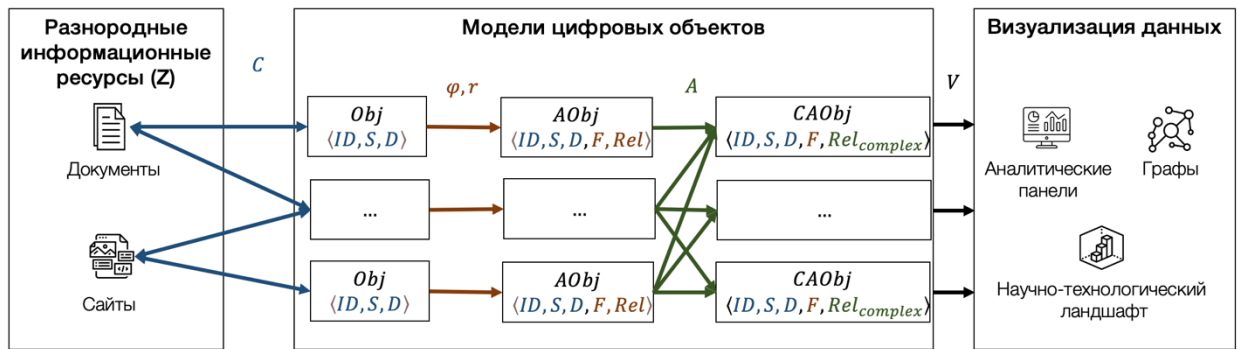 Разнородные
информационные
ресурсы (Z)
Документы
Сайты
C
Модели цифровых объектов
φ, r
A
Obj
⟨ID, S, D⟩
AObj
⟨ID, S, D, F, Rel⟩
CAObj
⟨ID, S, D, F, Rel_complex⟩
...
...
...
Obj
⟨ID, S, D⟩
AObj
⟨ID, S, D, F, Rel⟩
CAObj
⟨ID, S, D, F, Rel_complex⟩
V
Визуализация данных
Аналитические
панели
Графы
Научно-технологический
ландшафт